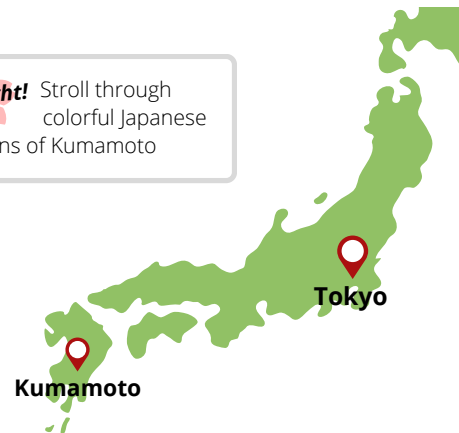 ht! Stroll through
colorful Japanese
ns of Kumamoto
Tokyo
Kumamoto